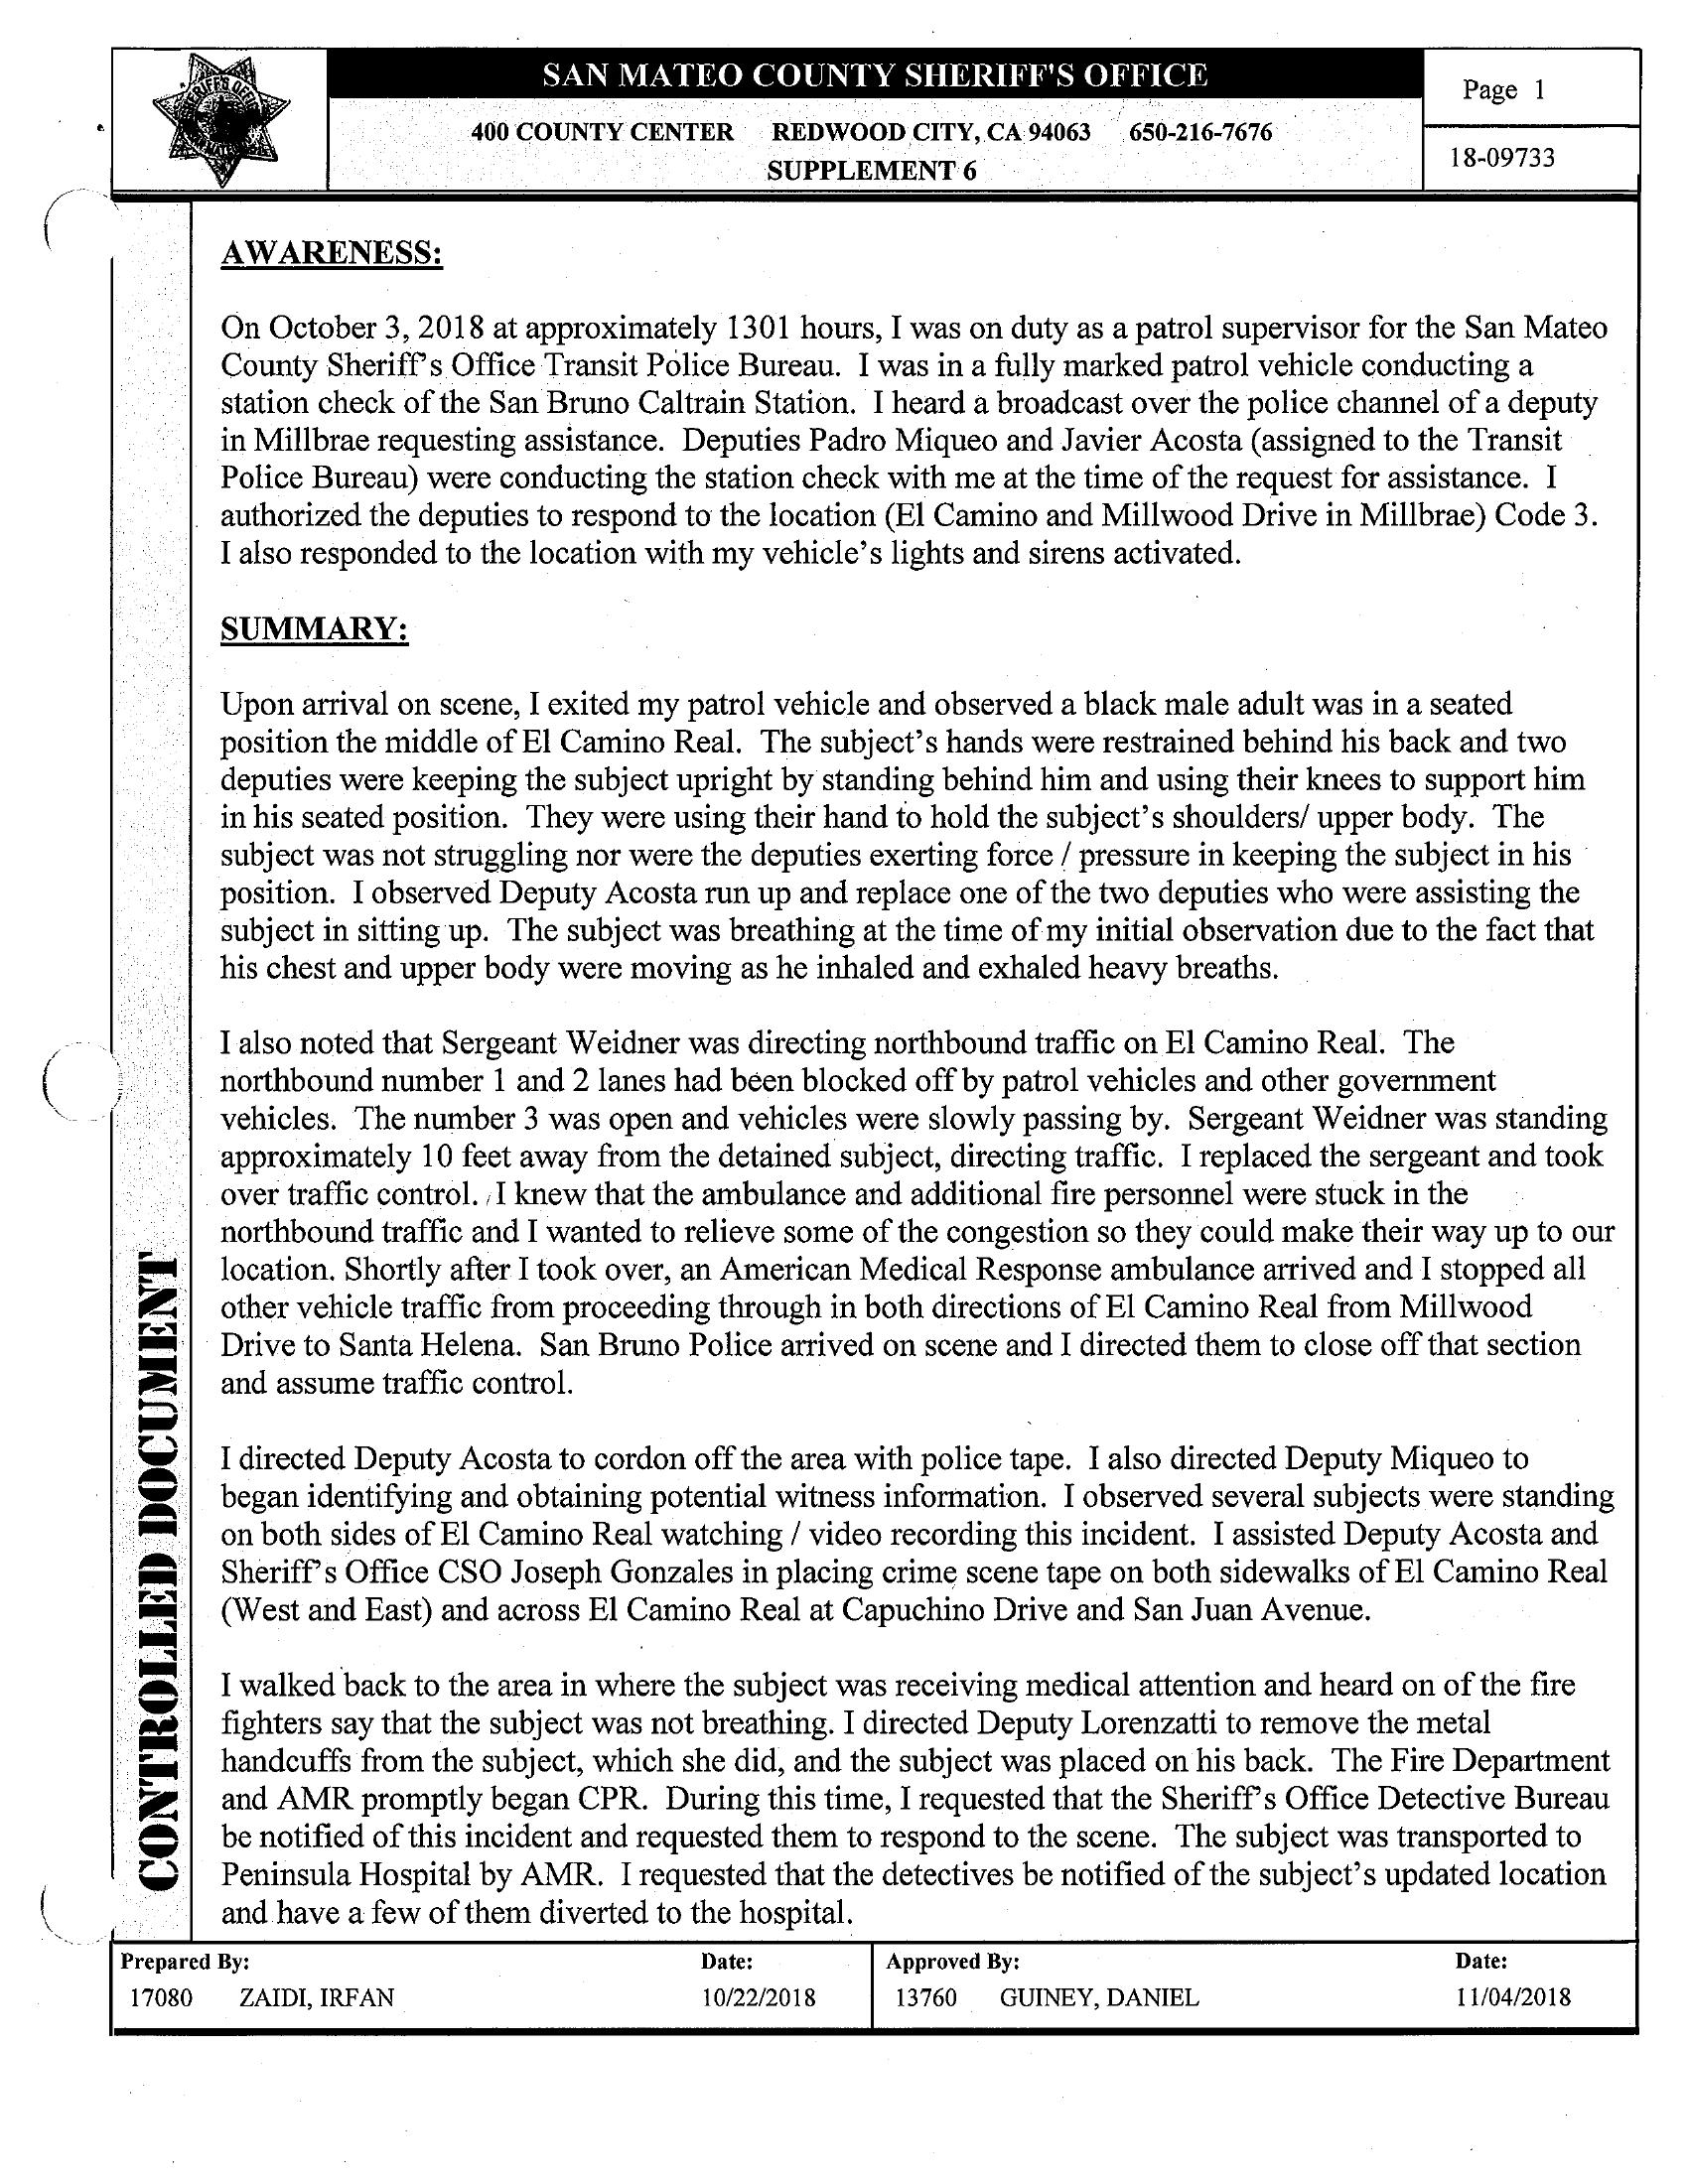 SAN MATEO COUNTY SHERIFF'S OFFICE
Page 1
400 COUNTY CENTER REDWOOD CITY, CA 94063 650-216-7676
SUPPLEMENT 6
18-09733
AWARENESS:
On October 3, 2018 at approximately 1301 hours, I was on duty as a patrol supervisor for the San Mateo
County Sheriff's Office Transit Police Bureau. I was in a fully marked patrol vehicle conducting a
station check of the San Bruno Caltrain Station. I heard a broadcast over the police channel of a deputy
in Millbrae requesting assistance. Deputies Padro Miqueo and Javier Acosta (assigned to the Transit
Police Bureau) were conducting the station check with me at the time of the request for assistance. I
authorized the deputies to respond to the location (El Camino and Millwood Drive in Millbrae) Code 3.
I also responded to the location with my vehicle's lights and sirens activated.
SUMMARY:
Upon arrival on scene, I exited my patrol vehicle and observed a black male adult was in a seated
position the middle of El Camino Real. The subject's hands were restrained behind his back and two
deputies were keeping the subject upright by standing behind him and using their knees to support him
in his seated position. They were using their hand to hold the subject's shoulders/ upper body. The
subject was not struggling nor were the deputies exerting force / pressure in keeping the subject in his
position. I observed Deputy Acosta run up and replace one of the two deputies who were assisting the
subject in sitting up. The subject was breathing at the time of my initial observation due to the fact that
his chest and upper body were moving as he inhaled and exhaled heavy breaths.
I also noted that Sergeant Weidner was directing northbound traffic on El Camino Real. The
northbound number 1 and 2 lanes had been blocked off by patrol vehicles and other government
vehicles. The number 3 was open and vehicles were slowly passing by. Sergeant Weidner was standing
approximately 10 feet away from the detained subject, directing traffic. I replaced the sergeant and took
over traffic control. I knew that the ambulance and additional fire personnel were stuck in the
northbound traffic and I wanted to relieve some of the congestion so they could make their way up to our
location. Shortly after I took over, an American Medical Response ambulance arrived and I stopped all
other vehicle traffic from proceeding through in both directions of El Camino Real from Millwood
Drive to Santa Helena. San Bruno Police arrived on scene and I directed them to close off that section
and assume traffic control.
I directed Deputy Acosta to cordon off the area with police tape. I also directed Deputy Miqueo to
began identifying and obtaining potential witness information. I observed several subjects were standing
on both sides of El Camino Real watching / video recording this incident. I assisted Deputy Acosta and
Sheriff's Office CSO Joseph Gonzales in placing crime scene tape on both sidewalks of El Camino Real
(West and East) and across El Camino Real at Capuchino Drive and San Juan Avenue.
I walked back to the area in where the subject was receiving medical attention and heard on of the fire
fighters say that the subject was not breathing. I directed Deputy Lorenzatti to remove the metal
handcuffs from the subject, which she did, and the subject was placed on his back. The Fire Department
and AMR promptly began CPR. During this time, I requested that the Sheriff's Office Detective Bureau
be notified of this incident and requested them to respond to the scene. The subject was transported to
Peninsula Hospital by AMR. I requested that the detectives be notified of the subject's updated location
and have a few of them diverted to the hospital.
CONTROLLED DOCUMENT
Prepared By: Date: Approved By: Date:
17080 ZAIDI, IRFAN 10/22/2018 13760 GUINEY, DANIEL 11/04/2018